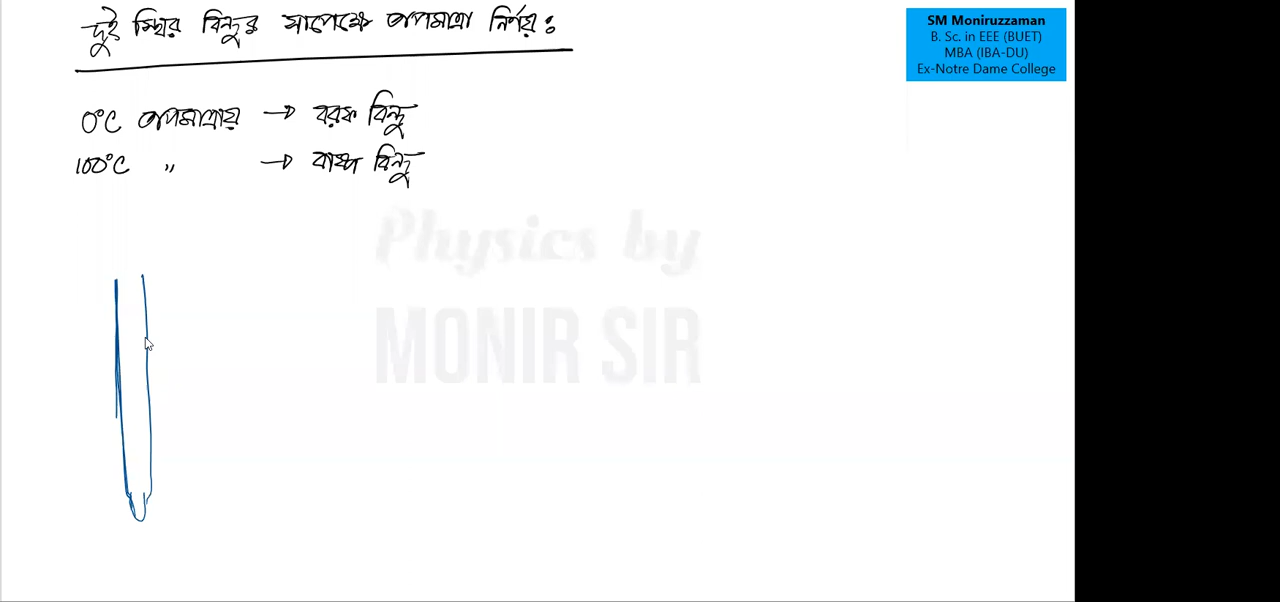 দুই স্থির বিন্দুর সাপেক্ষে তাপমাত্রা নির্ণয় :
SM Moniruzzaman
B. Sc. in EEE (BUET)
MBA (IBA-DU)
Ex-Notre Dame College
0°C তাপমাত্রায় → বরফ বিন্দু
100°C " → বাষ্প বিন্দু
Physics by
MONIR SIR